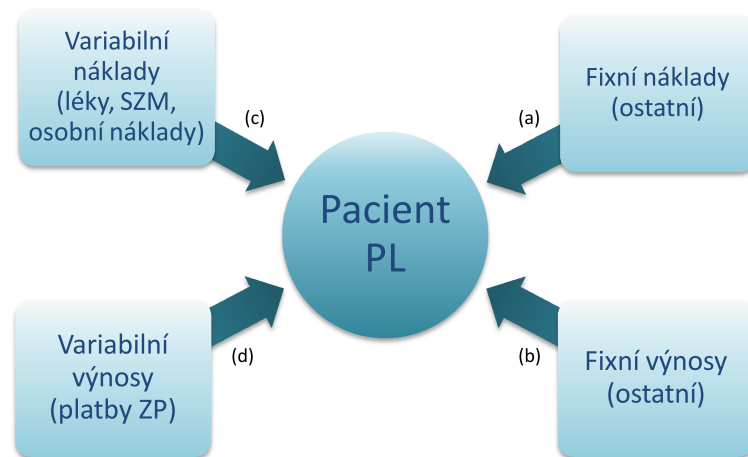 Variabilní
náklady
(léky, SZM,
osobní náklady)
(c)
(a)
Fixní náklady
(ostatní)
Pacient
PL
Variabilní
výnosy
(platby ZP)
(d)
(b)
Fixní výnosy
(ostatní)